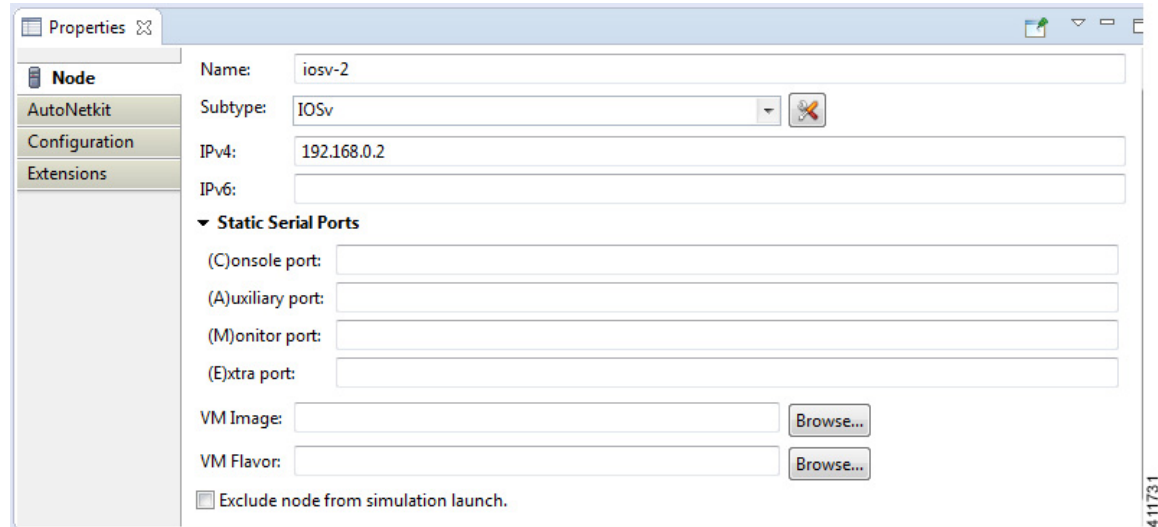 Properties
Node
AutoNetkit
Configuration
Extensions
Name: iosv-2
Subtype: IOSv
IPv4: 192.168.0.2
IPv6:
Static Serial Ports
(C)onsole port:
(A)uxiliary port:
(M)onitor port:
(E)xtra port:
VM Image: Browse...
VM Flavor: Browse...
Exclude node from simulation launch.
411731